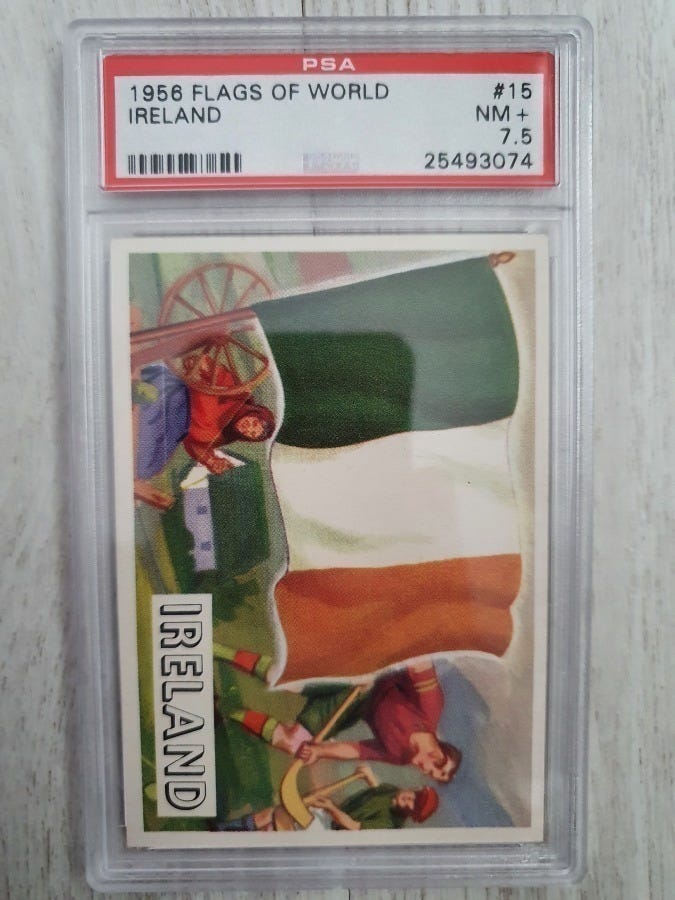 PSA
1956 FLAGS OF WORLD #15
IRELAND NM+
7.5
25493074
IRELAND